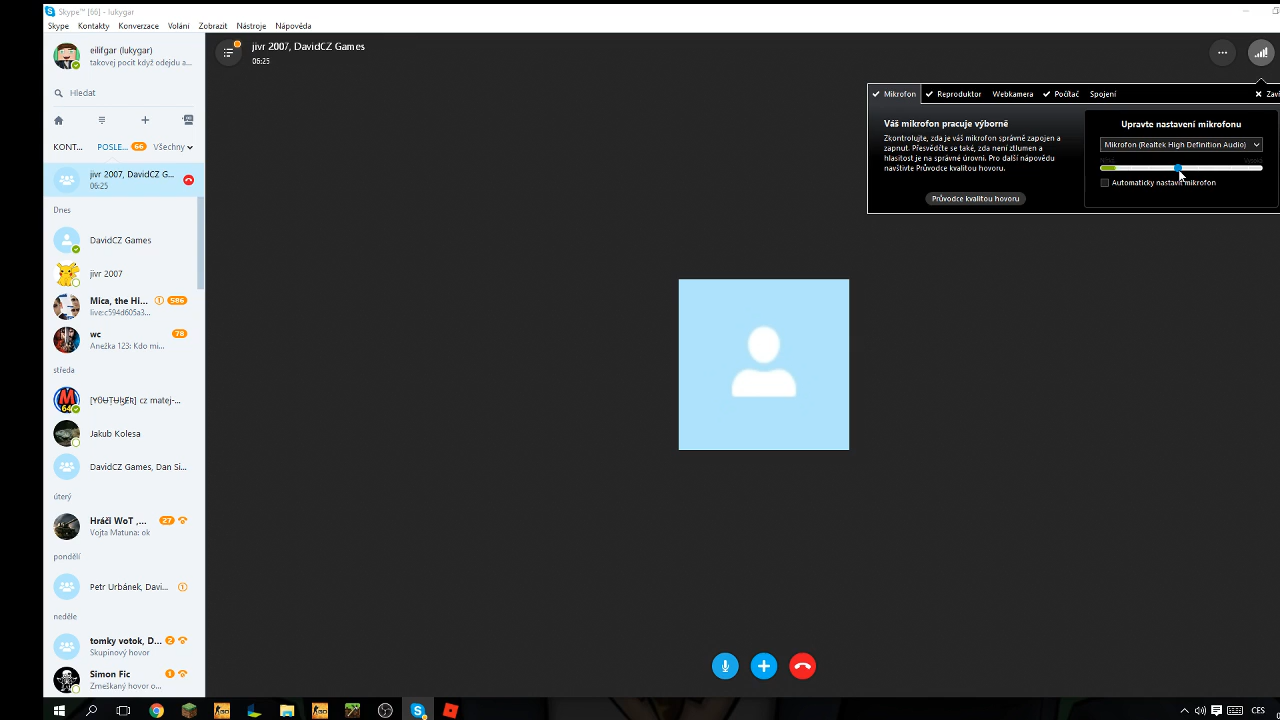 Skype™ [66] - lukygar
Skype Kontakty Konverzace Volání Zobrazit Nástroje Nápověda
eilifgar (lukygar)
takovej pocit když odejdu a...
Hledat
KONT... POSLE... 66 Všechny
jivr 2007, DavidCZ G...
06:25
Dnes
DavidCZ Games
jivr 2007
Mica, the Hi... 1 586
live:c594d605a3...
wc 78
Anežka 123: Kdo mi...
středa
Jakub Kolesa
DavidCZ Games, Dan Si...
úterý
Hráči WoT ,... 27
Vojta Matuna: ok
pondělí
Petr Urbánek, Davi... 1
neděle
tomky votok, D... 2
Skupinový hovor
Simon Fic 1
Zmeškaný hovor o...
jivr 2007, DavidCZ Games
06:25
Mikrofon Reproduktor Webkamera Počítač Spojení Zaví
Váš mikrofon pracuje výborně
Zkontrolujte, zda je váš mikrofon správně zapojen a
zapnut. Přesvědčte se také, zda není ztlumen a
hlasitost je na správné úrovni. Pro další nápovědu
navštivte Průvodce kvalitou hovoru.
Průvodce kvalitou hovoru
Upravte nastavení mikrofonu
Mikrofon (Realtek High Definition Audio)
Automaticky nastavit mikrofon
CES